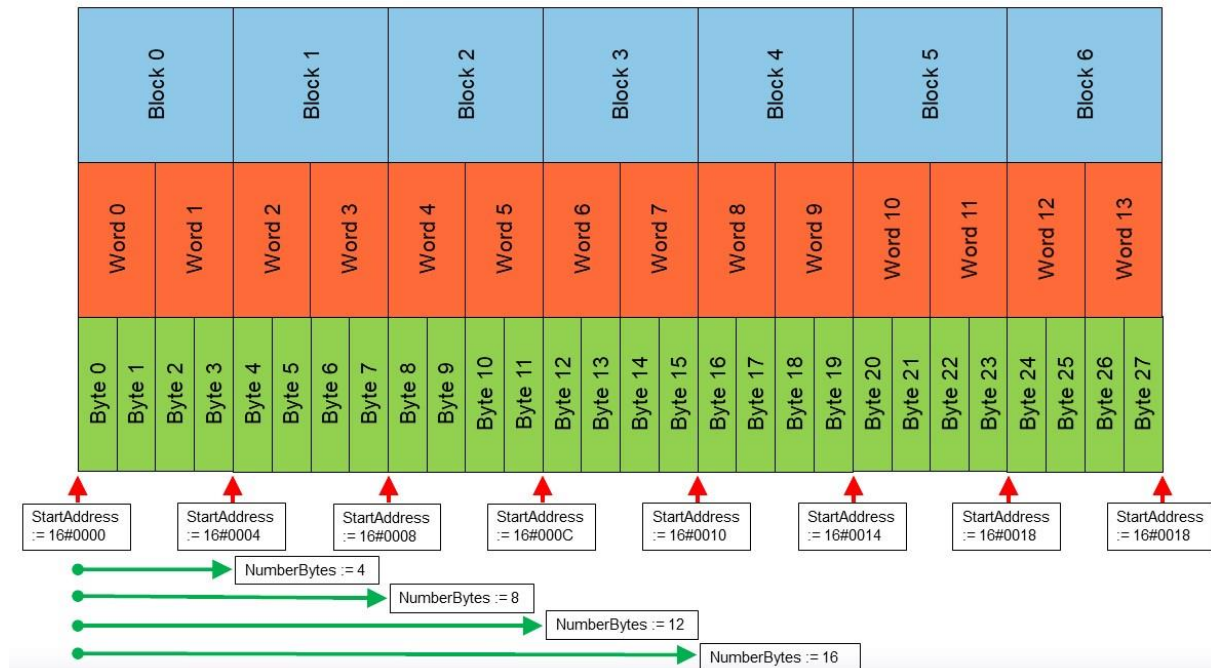 Block 0
Block 1
Block 2
Block 3
Block 4
Block 5
Block 6
Word 0
Word 1
Word 2
Word 3
Word 4
Word 5
Word 6
Word 7
Word 8
Word 9
Word 10
Word 11
Word 12
Word 13
Byte 0
Byte 1
Byte 2
Byte 3
Byte 4
Byte 5
Byte 6
Byte 7
Byte 8
Byte 9
Byte 10
Byte 11
Byte 12
Byte 13
Byte 14
Byte 15
Byte 16
Byte 17
Byte 18
Byte 19
Byte 20
Byte 21
Byte 22
Byte 23
Byte 24
Byte 25
Byte 26
Byte 27
StartAddress
:= 16#0000
StartAddress
:= 16#0004
StartAddress
:= 16#0008
StartAddress
:= 16#000C
StartAddress
:= 16#0010
StartAddress
:= 16#0014
StartAddress
:= 16#0018
StartAddress
:= 16#0018
NumberBytes := 4
NumberBytes := 8
NumberBytes := 12
NumberBytes := 16